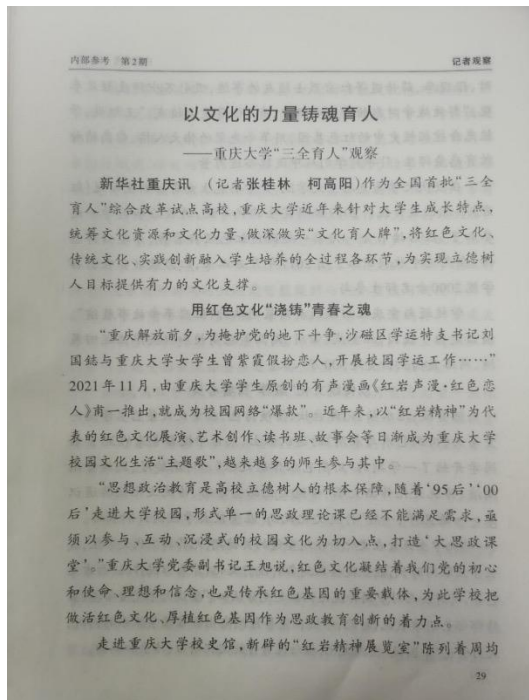 内部参考 第2期
记者观察
以文化的力量铸魂育人
——重庆大学“三全育人”观察
新华社重庆讯 (记者张桂林 柯高阳)作为全国首批“三全
育人”综合改革试点高校,重庆大学近年来针对大学生成长特点,
统筹文化资源和文化力量,做深做实“文化育人牌”,将红色文化、
传统文化、实践创新融入学生培养的全过程各环节,为实现立德树
人目标提供有力的文化支撑。
用红色文化“浇铸”青春之魂
“重庆解放前夕,为掩护党的地下斗争,沙磁区学运特支书记刘
国鋕与重庆大学女学生曾紫霞假扮恋人,开展校园学运工作……”
2021年11月,由重庆大学学生原创的有声漫画《红岩声漫·红色恋
人》甫一推出,就成为校园网络“爆款”。近年来,以“红岩精神”为代
表的红色文化展演、艺术创作、读书班、故事会等日渐成为重庆大学
校园文化生活“主题歌”,越来越多的师生参与其中。
“思想政治教育是高校立德树人的根本保障,随着‘95后’‘00
后’走进大学校园,形式单一的思政理论课已经不能满足需求,亟
须以参与、互动、沉浸式的校园文化为切入点,打造‘大思政课
堂’。”重庆大学党委副书记王旭说,红色文化凝结着我们党的初心
和使命、理想和信念,也是传承红色基因的重要载体,为此学校把
做活红色文化、厚植红色基因作为思政教育创新的着力点。
走进重庆大学校史馆,新辟的“红岩精神展览室”陈列着周均
29